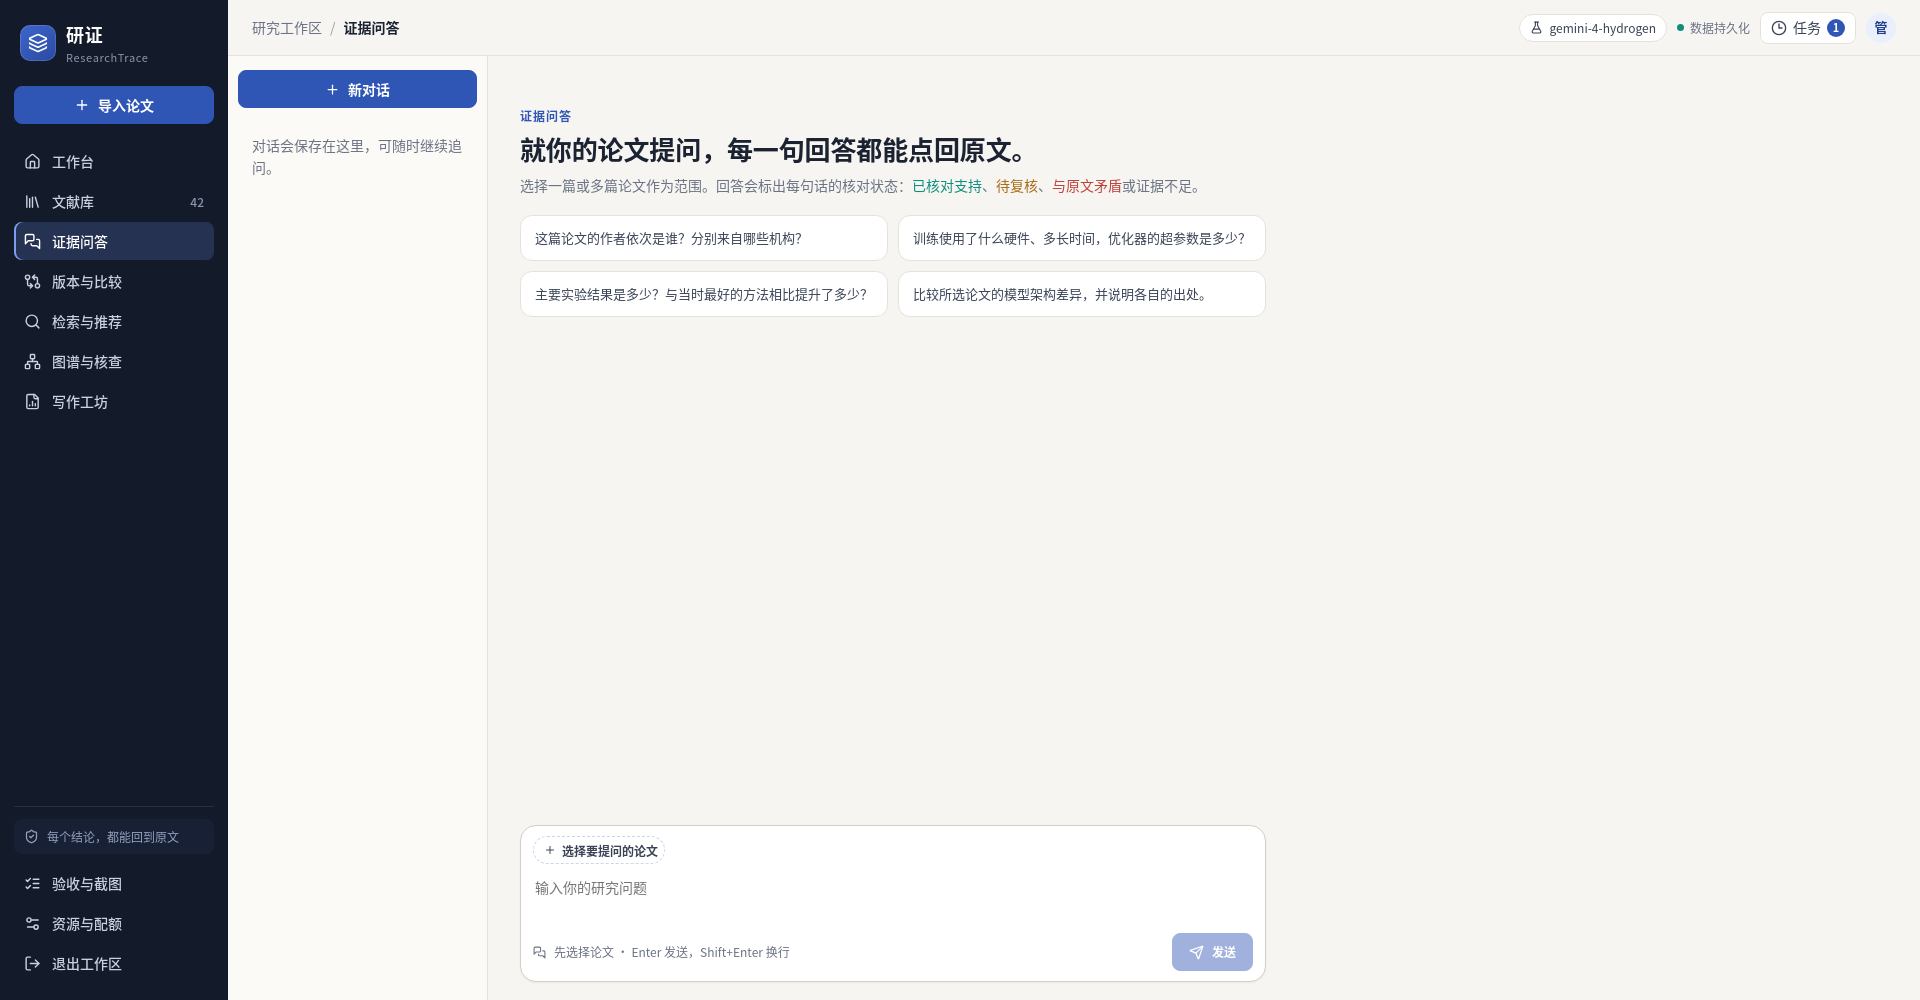 研证
ResearchTrace
导入论文
工作台
文献库 42
证据问答
版本与比较
检索与推荐
图谱与核查
写作工坊
每个结论，都能回到原文
验收与截图
资源与配额
退出工作区
研究工作区 / 证据问答
gemini-4-hydrogen
数据持久化
任务 1
管
新对话
对话会保存在这里，可随时继续追
问。
证据问答
就你的论文提问，每一句回答都能点回原文。
选择一篇或多篇论文作为范围。回答会标出每句话的核对状态：已核对支持、待复核、与原文矛盾或证据不足。
这篇论文的作者依次是谁？分别来自哪些机构？
训练使用了什么硬件、多长时间，优化器的超参数是多少？
主要实验结果是多少？与当时最好的方法相比提升了多少？
比较所选论文的模型架构差异，并说明各自的出处。
选择要提问的论文
输入你的研究问题
先选择论文 · Enter 发送，Shift+Enter 换行
发送